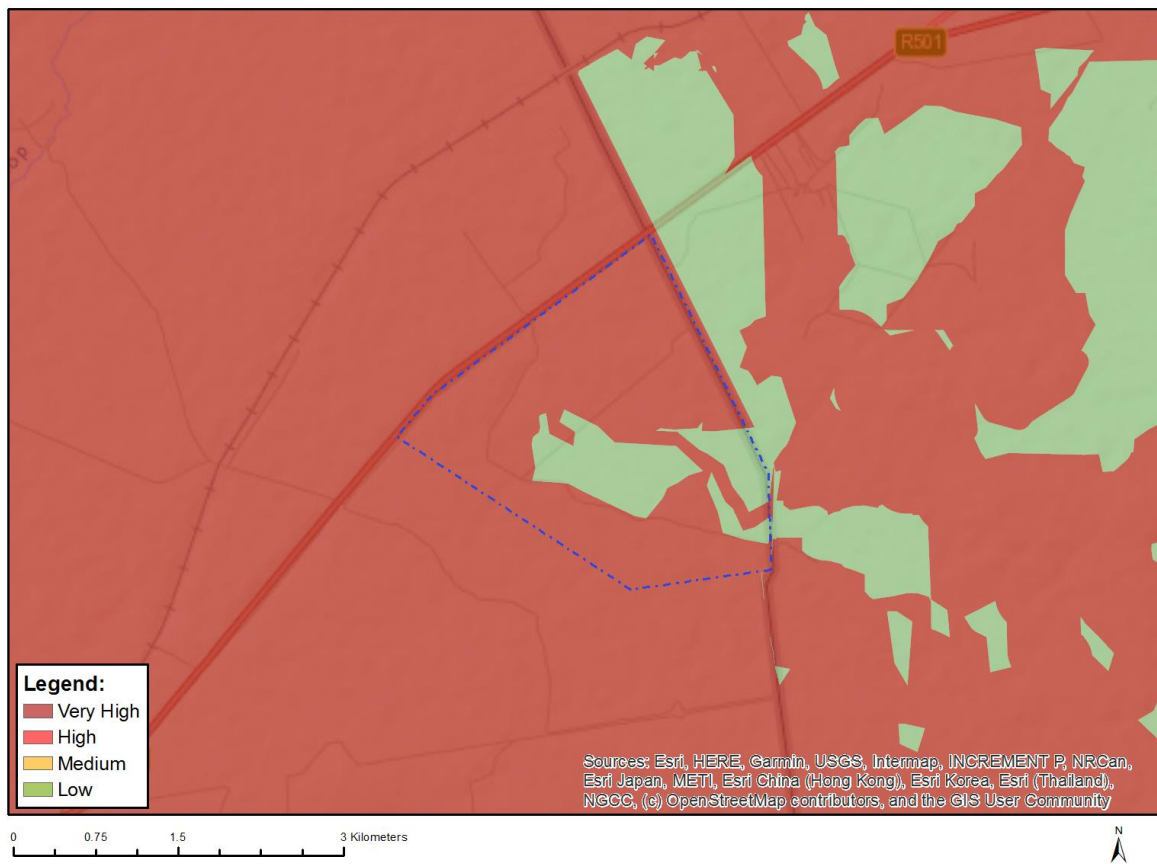 R501
Legend:
Very High
High
Medium
Low
Sources: Esri, HERE, Garmin, USGS, Intermap, INCREMENT P, NRCan,
Esri Japan, METI, Esri China (Hong Kong), Esri Korea, Esri (Thailand),
NGCC, (c) OpenStreetMap contributors, and the GIS User Community
0 0.75 1.5 3 Kilometers
N